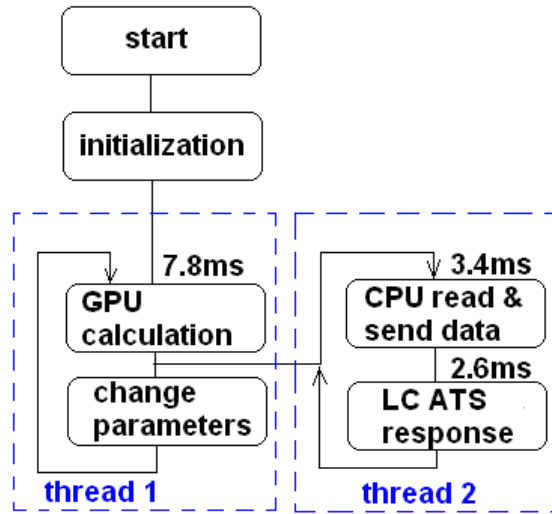 start
initialization
7.8ms
GPU
calculation
change
parameters
thread 1
3.4ms
CPU read &
send data
2.6ms
LC ATS
response
thread 2